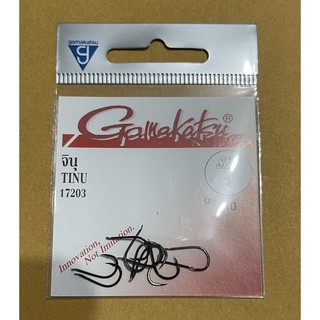 gamakatsu
Gamakatsu®
จินุ
TINU
17203
Innovation,
Not Imitation.